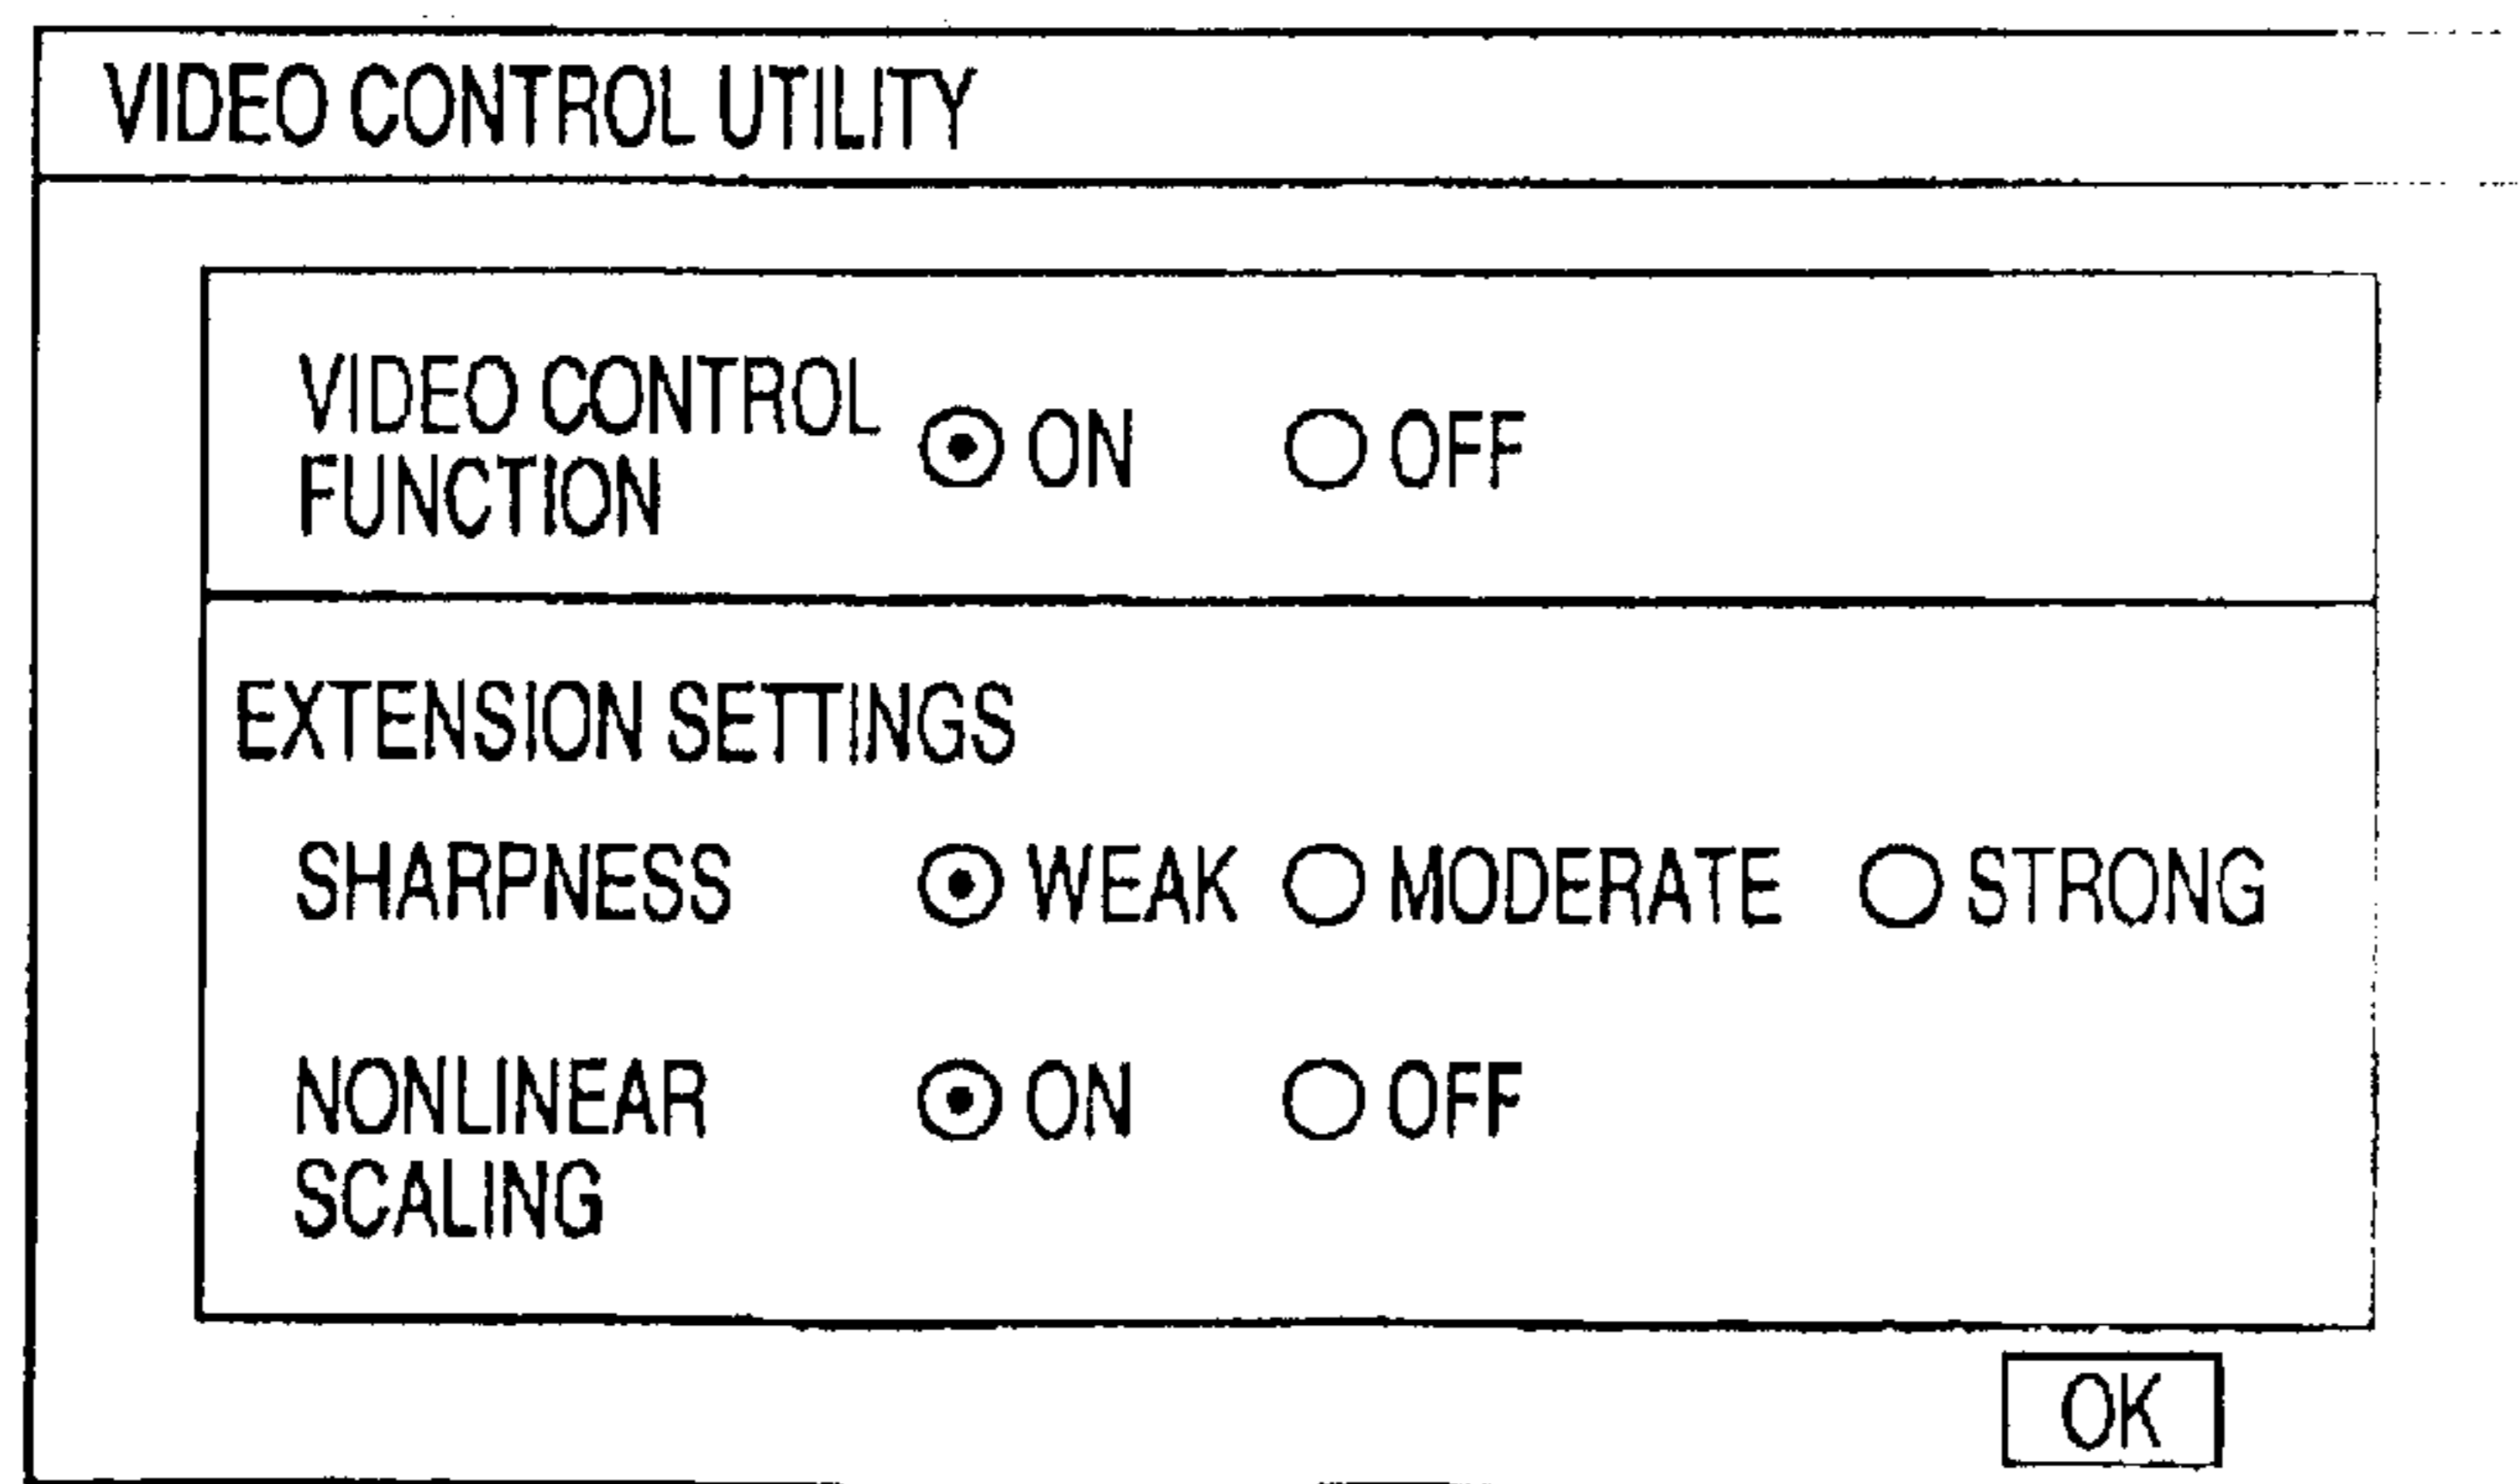 VIDEO CONTROL UTILITY
VIDEO CONTROL
FUNCTION
ON OFF
EXTENSION SETTINGS
SHARPNESS WEAK MODERATE STRONG
NONLINEAR
SCALING
ON OFF
OK